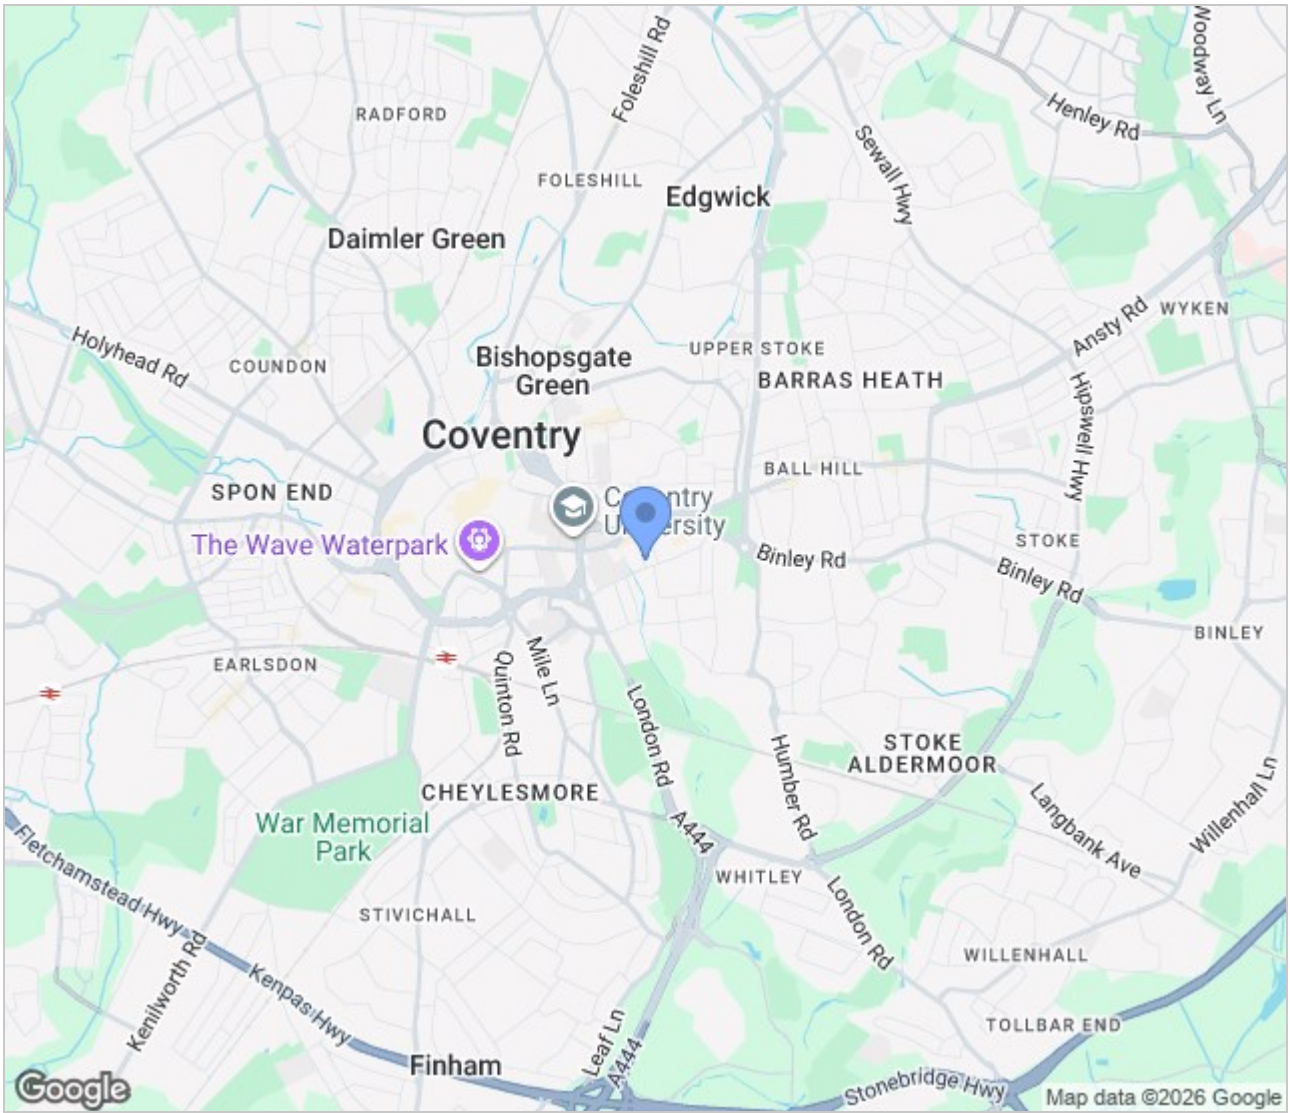 Foleshill Rd
Woodway Ln
Henley Rd
RADFORD
Sewall Hwy
FOLESHILL
Edgwick
Daimler Green
WYKEN
Ansty Rd
Holyhead Rd
UPPER STOKE
Bishopsgate
Green
COUNDON
BARRAS HEATH
Hipswell Hwy
Coventry
BALL HILL
SPON END
Coventry
University
The Wave Waterpark
STOKE
Binley Rd
Binley Rd
BINLEY
EARLSDON
Mile Ln
Quinton Rd
London Rd
STOKE
ALDERMOOR
Humber Rd
CHEYLESMORE
Langbank Ave
Willenhall Ln
War Memorial
Park
A444
Fletchamstead Hwy
WHITLEY
STIVICHALL
London Rd
WILLENHALL
Kenilworth Rd
Kenpas Hwy
TOLLBAR END
Leaf Ln
A444
Finham
Stonebridge Hwy
Google
Map data ©2026 Google